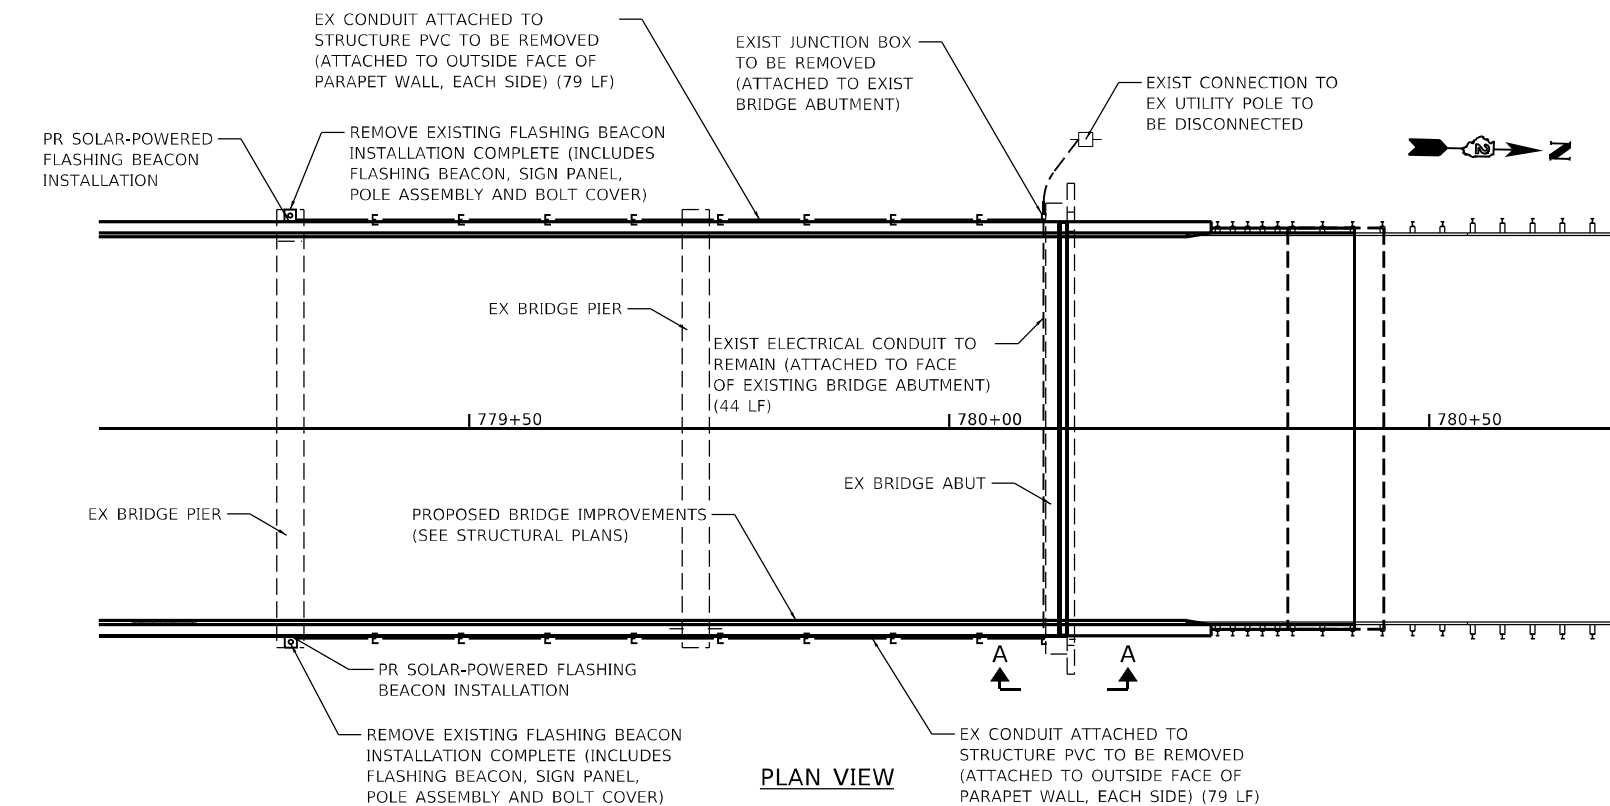 EX CONDUIT ATTACHED TO
STRUCTURE PVC TO BE REMOVED
(ATTACHED TO OUTSIDE FACE OF
PARAPET WALL, EACH SIDE) (79 LF)
EXIST JUNCTION BOX
TO BE REMOVED
(ATTACHED TO EXIST
BRIDGE ABUTMENT)
EXIST CONNECTION TO
EX UTILITY POLE TO
BE DISCONNECTED
PR SOLAR-POWERED
FLASHING BEACON
INSTALLATION
REMOVE EXISTING FLASHING BEACON
INSTALLATION COMPLETE (INCLUDES
FLASHING BEACON, SIGN PANEL,
POLE ASSEMBLY AND BOLT COVER)
2 N
E E E E E E E E
EX BRIDGE PIER
EXIST ELECTRICAL CONDUIT TO
REMAIN (ATTACHED TO FACE
OF EXISTING BRIDGE ABUTMENT)
(44 LF)
779+50 780+00 780+50
EX BRIDGE ABUT
EX BRIDGE PIER
PROPOSED BRIDGE IMPROVEMENTS
(SEE STRUCTURAL PLANS)
E E E E E E E E
A A
PR SOLAR-POWERED FLASHING
BEACON INSTALLATION
REMOVE EXISTING FLASHING BEACON
INSTALLATION COMPLETE (INCLUDES
FLASHING BEACON, SIGN PANEL,
POLE ASSEMBLY AND BOLT COVER)
EX CONDUIT ATTACHED TO
STRUCTURE PVC TO BE REMOVED
(ATTACHED TO OUTSIDE FACE OF
PARAPET WALL, EACH SIDE) (79 LF)
PLAN VIEW